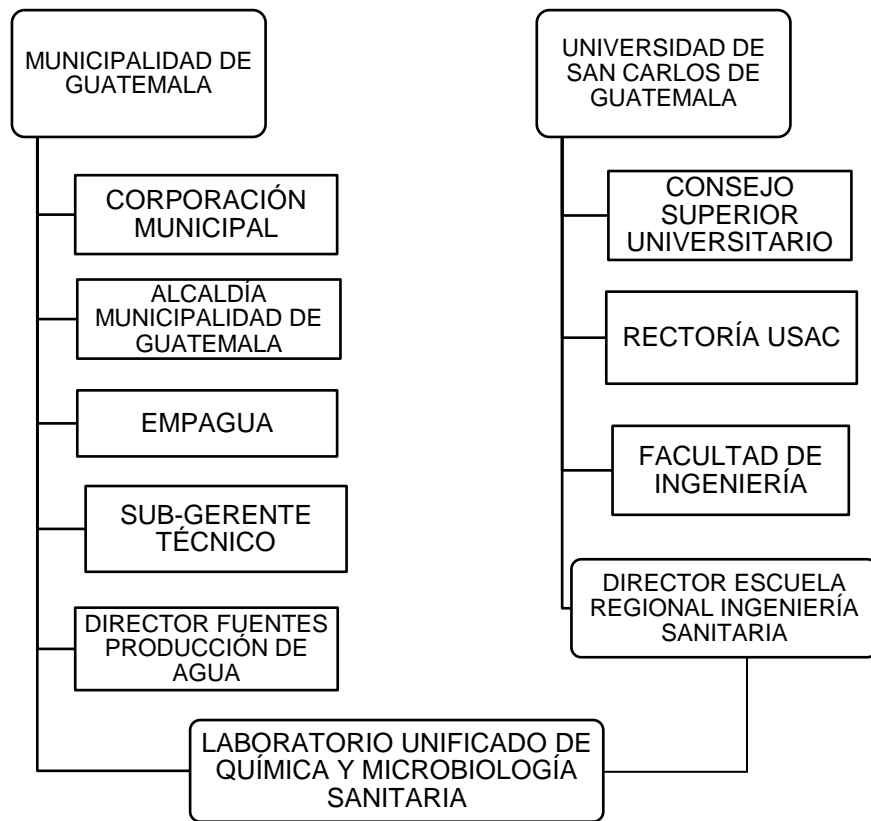 MUNICIPALIDAD DE
GUATEMALA
CORPORACIÓN
MUNICIPAL
ALCALDÍA
MUNICIPALIDAD DE
GUATEMALA
EMPAGUA
SUB-GERENTE
TÉCNICO
DIRECTOR FUENTES
PRODUCCIÓN DE
AGUA
UNIVERSIDAD DE
SAN CARLOS DE
GUATEMALA
CONSEJO
SUPERIOR
UNIVERSITARIO
RECTORÍA USAC
FACULTAD DE
INGENIERÍA
DIRECTOR ESCUELA
REGIONAL INGENIERÍA
SANITARIA
LABORATORIO UNIFICADO DE
QUÍMICA Y MICROBIOLOGÍA
SANITARIA